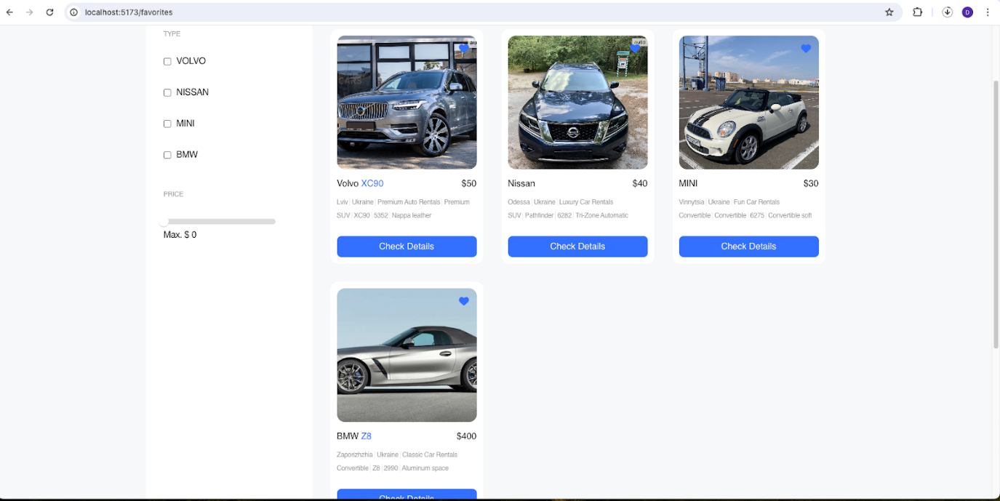 localhost:5173/favorites
D
TYPE
VOLVO
NISSAN
MINI
BMW
PRICE
Max. $ 0
au
CARS
Volvo XC90 $50
Lviv Ukraine Premium Auto Rentals Premium
SUV XC90 5352 Nappa leather
Check Details
auto
Nissan $40
Odessa Ukraine Luxury Car Rentals
SUV Pathfinder 6282 Tri-Zone Automatic
Check Details
MINI $30
Vinnytsia Ukraine Fun Car Rentals
Convertible Convertible 6275 Convertible soft
Check Details
BMW Z8 $400
Zaporizhzhia Ukraine Classic Car Rentals
Convertible Z8 2990 Aluminum space
Check Details